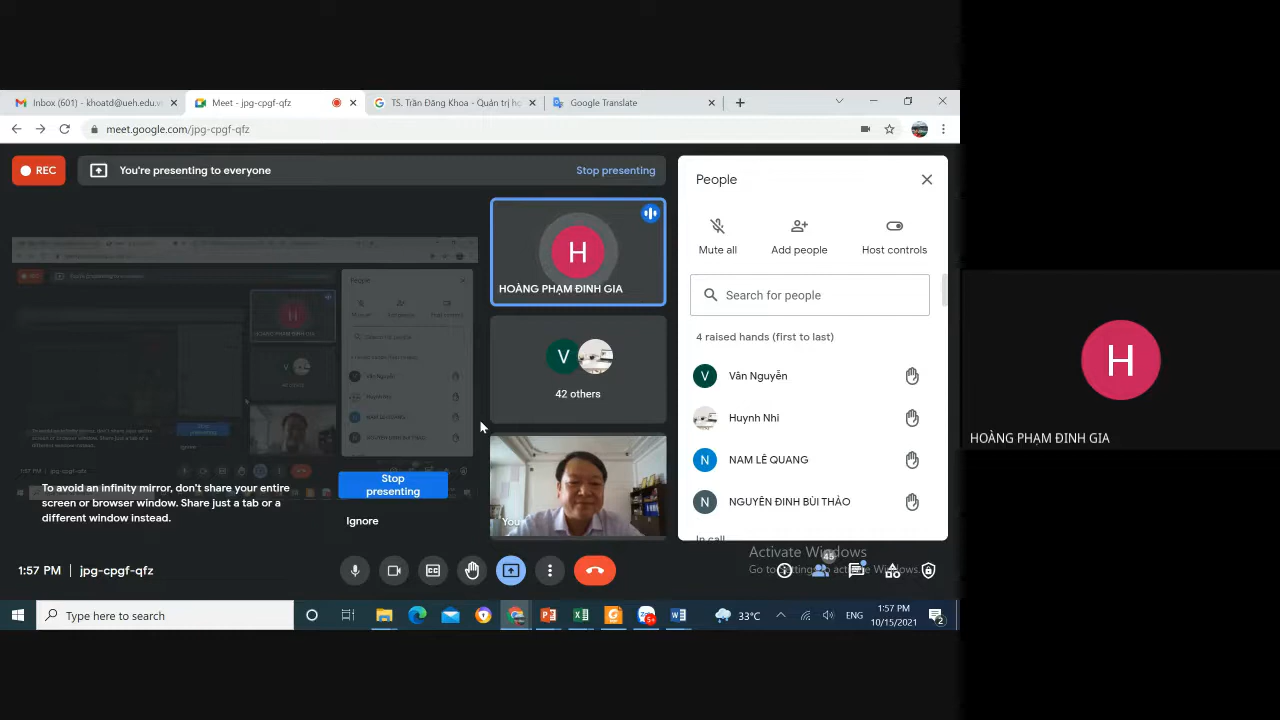 Inbox (601) - khoatd@ueh.edu.v
Meet - jpg-cpgf-qfz
TS. Trần Đăng Khoa - Quản trị họ
Google Translate
meet.google.com/jpg-cpgf-qfz
REC
You're presenting to everyone
Stop presenting
People
Mute all
Add people
Host controls
Search for people
4 raised hands (first to last)
V
Vân Nguyễn
Huynh Nhi
N
NAM LÊ QUANG
N
NGUYÊN ĐINH BÙI THẢO
In call
H
HOÀNG PHẠM ĐINH GIA
V
42 others
You
To avoid an infinity mirror, don't share your entire
screen or browser window. Share just a tab or a
different window instead.
Stop
presenting
Ignore
1:57 PM | jpg-cpgf-qfz
45
Activate Windows
Go to
activate Windows.
Type here to search
5+
33°C
ENG
1:57 PM
10/15/2021
2
H
HOÀNG PHẠM ĐINH GIA